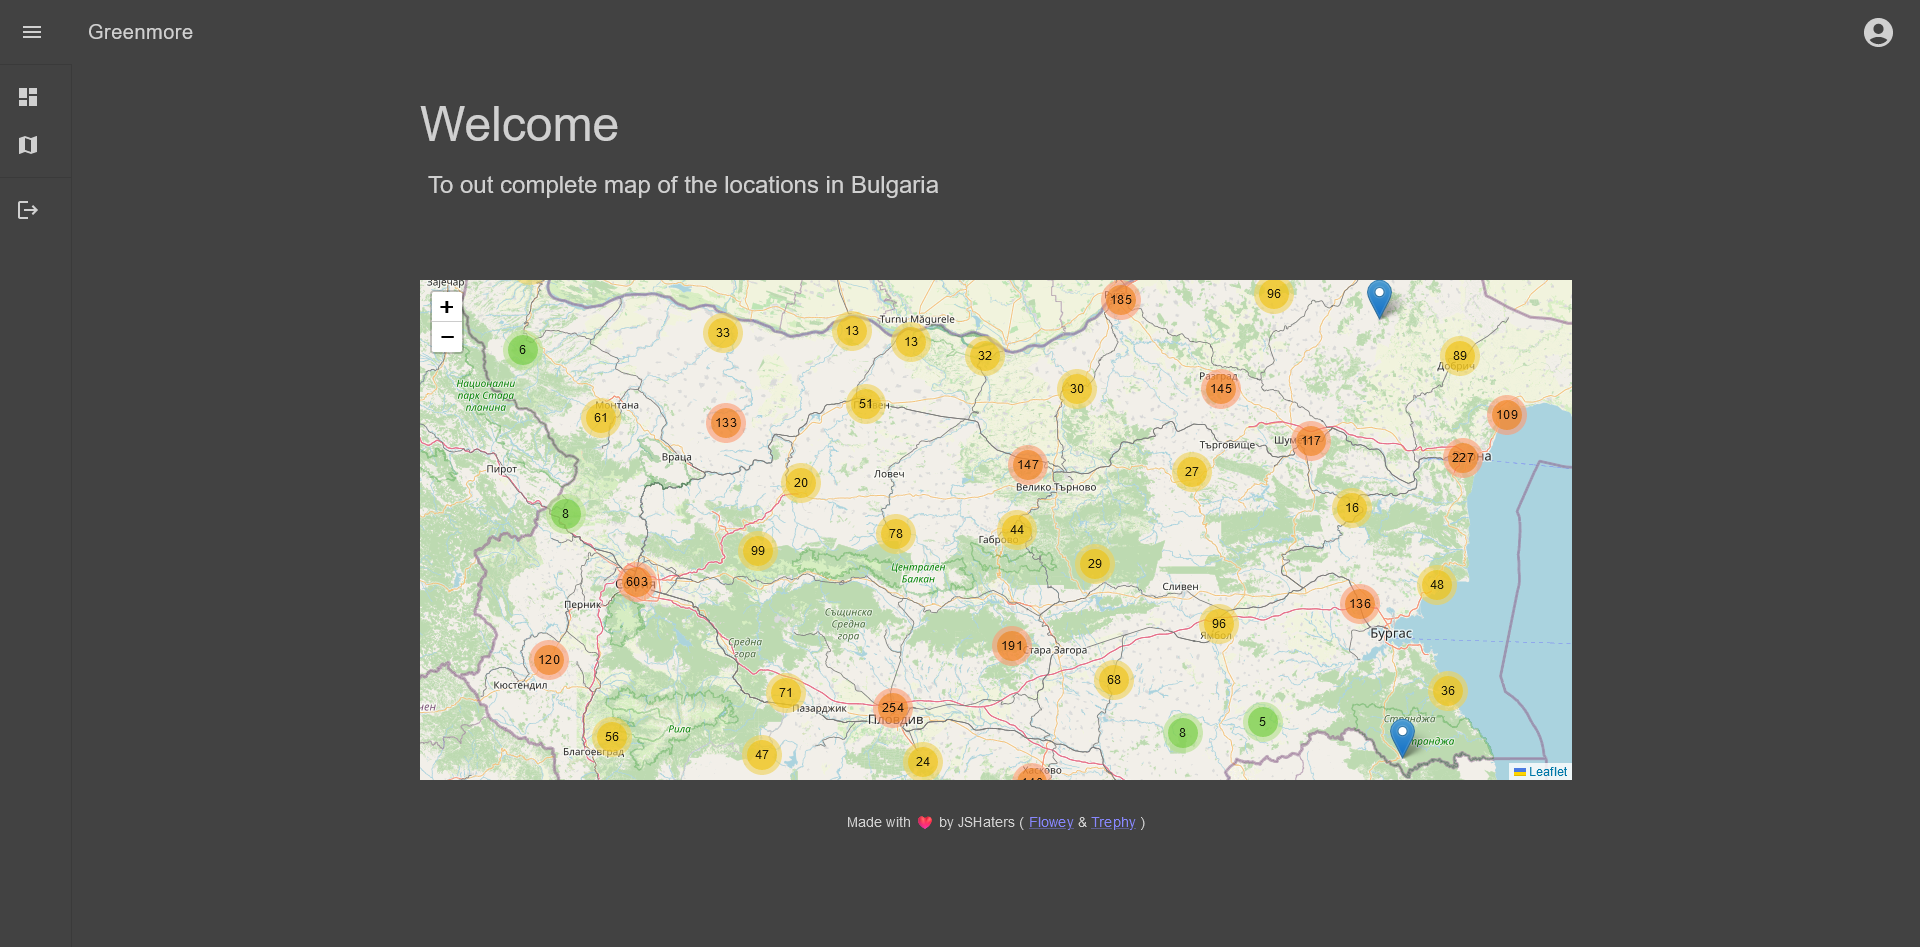 Greenmore
Welcome
To out complete map of the locations in Bulgaria
Зајечар
+
−
185
96
33
13
Turnu Măgurele
13
32
6
89
Добрич
Разград
145
30
Национални
парк Стара
планина
Монтана
61
51
133
109
117
227
Враца
147
Търговище
Пирот
Ловеч
27
20
Велико Търново
16
8
44
78
Габрово
99
29
Централен
Балкан
603
Сливен
48
Перник
136
Същинска
Средна
гора
96
Ямбол
Бургас
Средна
гора
191
Стара Загора
120
Кюстендил
68
71
36
Пазарджик
254
Пловдив
Странджа
5
Рила
8
56
Благоевград
47
24
Хасково
Leaflet
Made with ❤ by JSHaters ( Flowey & Trephy )